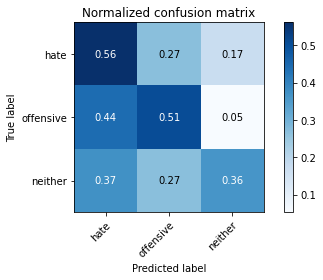 Normalized confusion matrix
True label
hate
offensive
neither
0.56 0.27 0.17
0.44 0.51 0.05
0.37 0.27 0.36
hate
offensive
neither
Predicted label
0.5
0.4
0.3
0.2
0.1